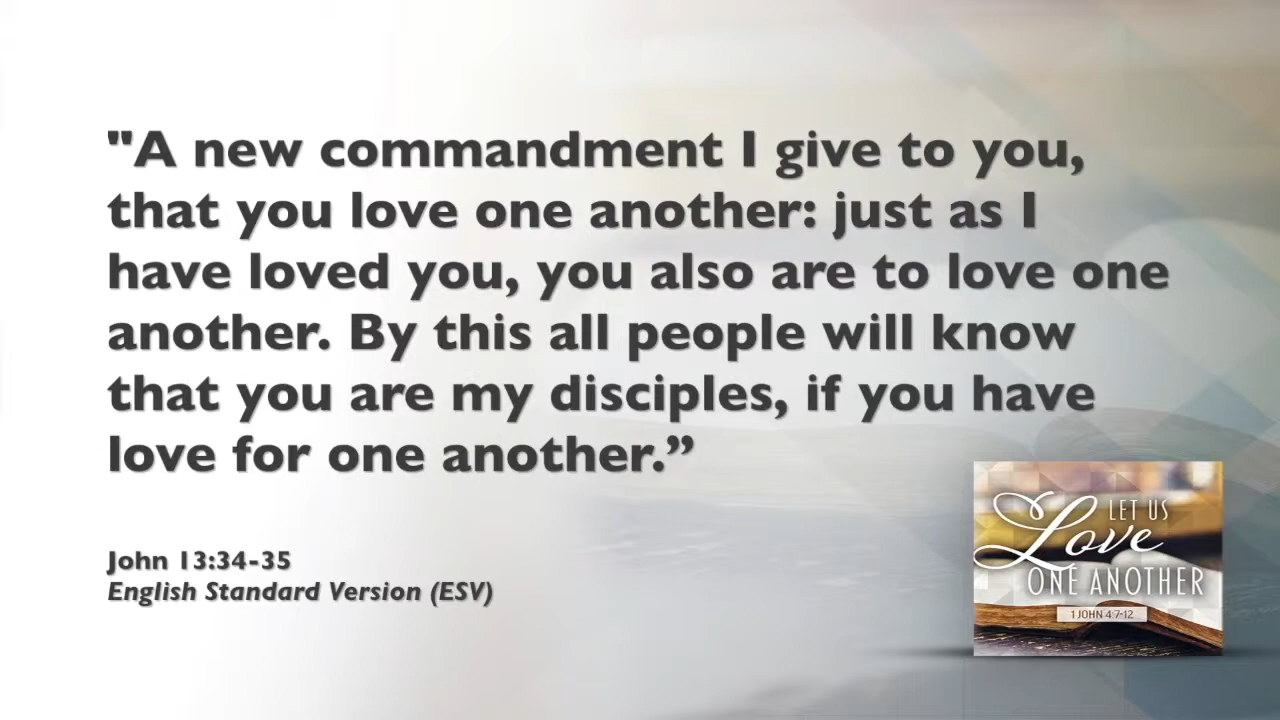 "A new commandment I give to you,
that you love one another: just as I
have loved you, you also are to love one
another. By this all people will know
that you are my disciples, if you have
love for one another.”
John 13:34-35
English Standard Version (ESV)
LET US
Love
ONE ANOTHER
1 JOHN 4:7-12